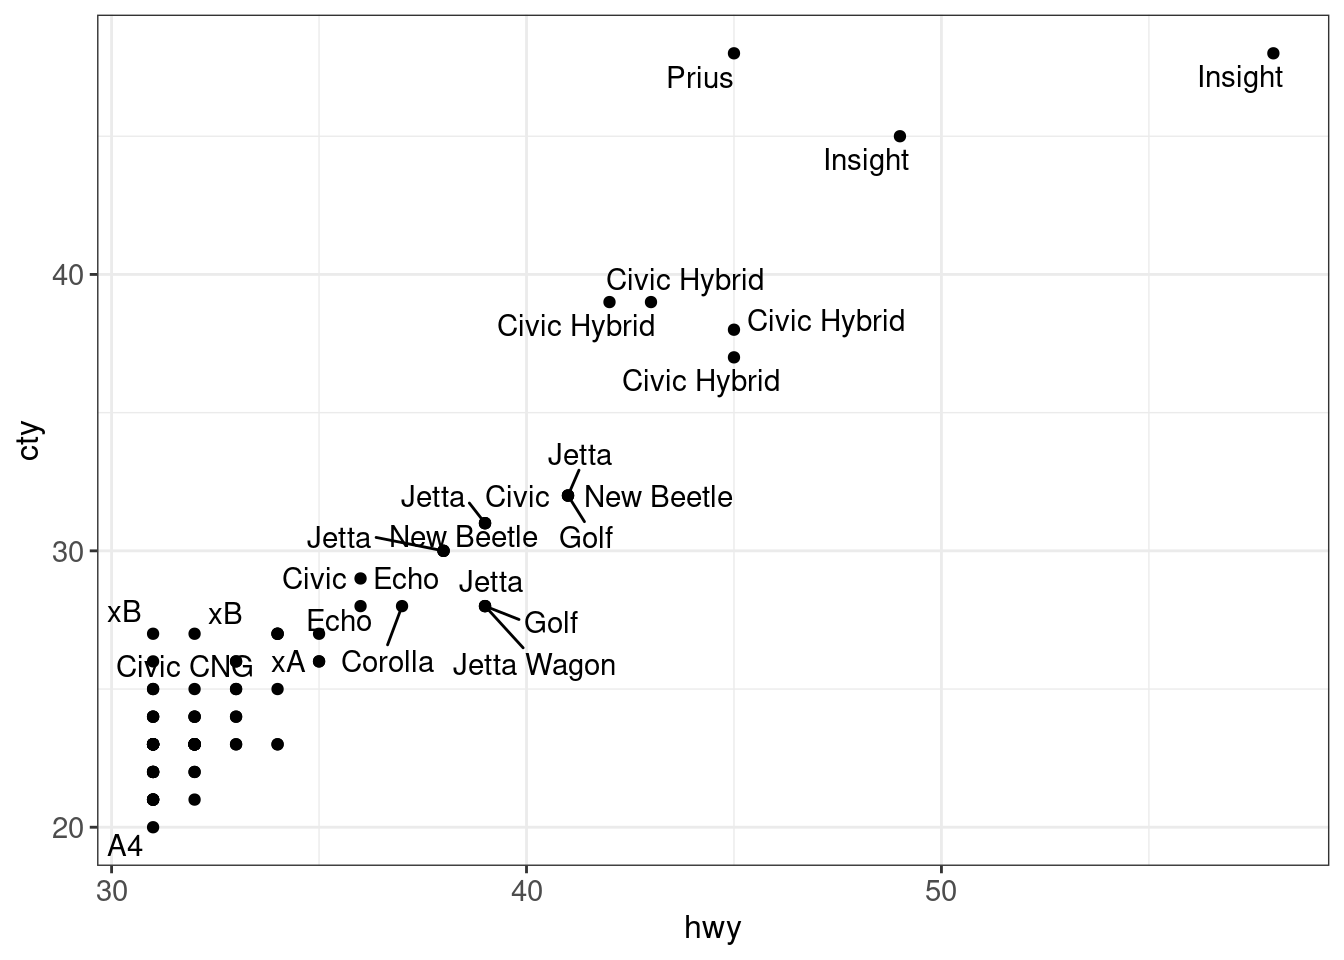 Prius
Insight
Insight
40
Civic Hybrid
Civic Hybrid
Civic Hybrid
Civic Hybrid
cty
Jetta
Jetta
Civic
New Beetle
Jetta
New Beetle
Golf
30
Civic
Echo
Jetta
xB
xB
Echo
Golf
Civic CNG
xA
Corolla
Jetta Wagon
20
A4
30
40
50
hwy